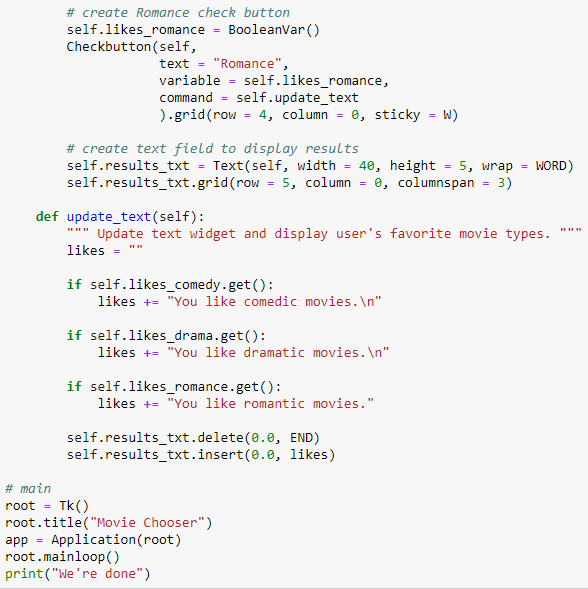 # create Romance check button
self.likes_romance = BooleanVar()
Checkbutton(self,
text = "Romance",
variable = self.likes_romance,
command = self.update_text
).grid(row = 4, column = 0, sticky = W)
# create text field to display results
self.results_txt = Text(self, width = 40, height = 5, wrap = WORD)
self.results_txt.grid(row = 5, column = 0, columnspan = 3)
def update_text(self):
""" Update text widget and display user's favorite movie types. """
likes = ""
if self.likes_comedy.get():
likes += "You like comedic movies.\n"
if self.likes_drama.get():
likes += "You like dramatic movies.\n"
if self.likes_romance.get():
likes += "You like romantic movies."
self.results_txt.delete(0.0, END)
self.results_txt.insert(0.0, likes)
# main
root = Tk()
root.title("Movie Chooser")
app = Application(root)
root.mainloop()
print("We're done")